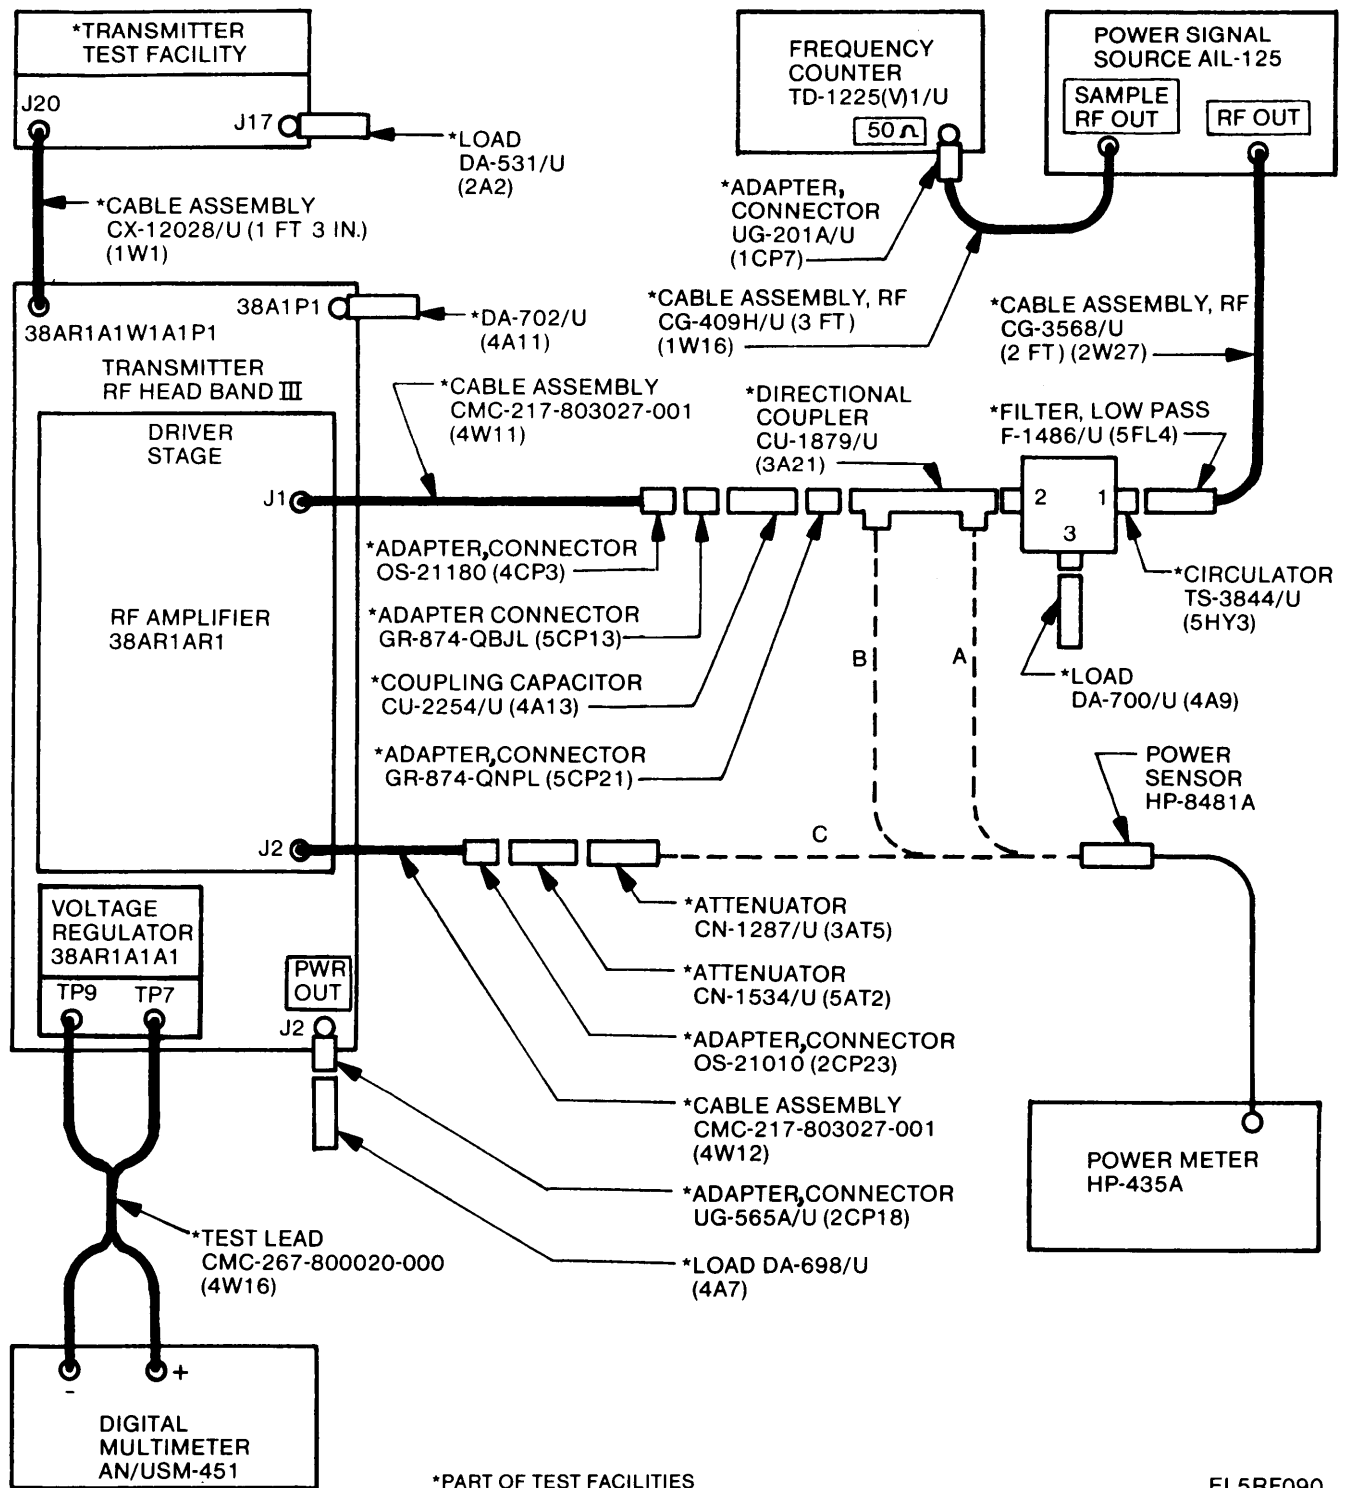 *TRANSMITTER
TEST FACILITY
J20
J17
*LOAD
DA-531/U
(2A2)
*CABLE ASSEMBLY
CX-12028/U (1 FT 3 IN.)
(1W1)
FREQUENCY
COUNTER
TD-1225(V)1/U
50 Ω
POWER SIGNAL
SOURCE AIL-125
SAMPLE
RF OUT
RF OUT
*ADAPTER,
CONNECTOR
UG-201A/U
(1CP7)
*CABLE ASSEMBLY, RF
CG-409H/U (3 FT)
(1W16)
*CABLE ASSEMBLY, RF
CG-3568/U
(2 FT) (2W27)
38AR1A1W1A1P1
38A1P1
*DA-702/U
(4A11)
TRANSMITTER
RF HEAD BAND III
DRIVER
STAGE
J1
RF AMPLIFIER
38AR1AR1
J2
*CABLE ASSEMBLY
CMC-217-803027-001
(4W11)
*DIRECTIONAL
COUPLER
CU-1879/U
(3A21)
*FILTER, LOW PASS
F-1486/U (5FL4)
2
1
3
*ADAPTER,CONNECTOR
OS-21180 (4CP3)
*ADAPTER CONNECTOR
GR-874-QBJL (5CP13)
*COUPLING CAPACITOR
CU-2254/U (4A13)
*ADAPTER,CONNECTOR
GR-874-QNPL (5CP21)
B
A
*CIRCULATOR
TS-3844/U
(5HY3)
*LOAD
DA-700/U (4A9)
POWER
SENSOR
HP-8481A
C
*ATTENUATOR
CN-1287/U (3AT5)
*ATTENUATOR
CN-1534/U (5AT2)
*ADAPTER,CONNECTOR
OS-21010 (2CP23)
*CABLE ASSEMBLY
CMC-217-803027-001
(4W12)
*ADAPTER,CONNECTOR
UG-565A/U (2CP18)
*LOAD DA-698/U
(4A7)
VOLTAGE
REGULATOR
38AR1A1A1
TP9
TP7
PWR
OUT
J2
POWER METER
HP-435A
*TEST LEAD
CMC-267-800020-000
(4W16)
-
+
DIGITAL
MULTIMETER
AN/USM-451
*PART OF TEST FACILITIES
EL5RF090